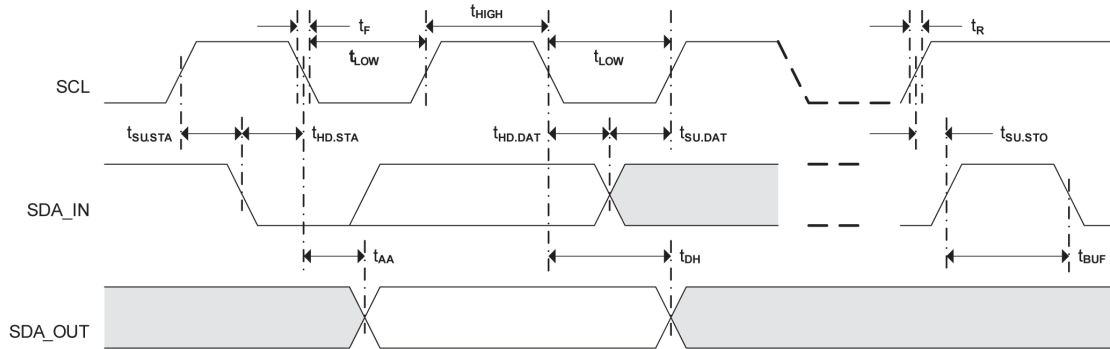 tF
tHIGH
tR
tLOW
tLOW
SCL
tSU.STA
tHD.STA
tHD.DAT
tSU.DAT
tSU.STO
SDA_IN
tAA
tDH
tBUF
SDA_OUT